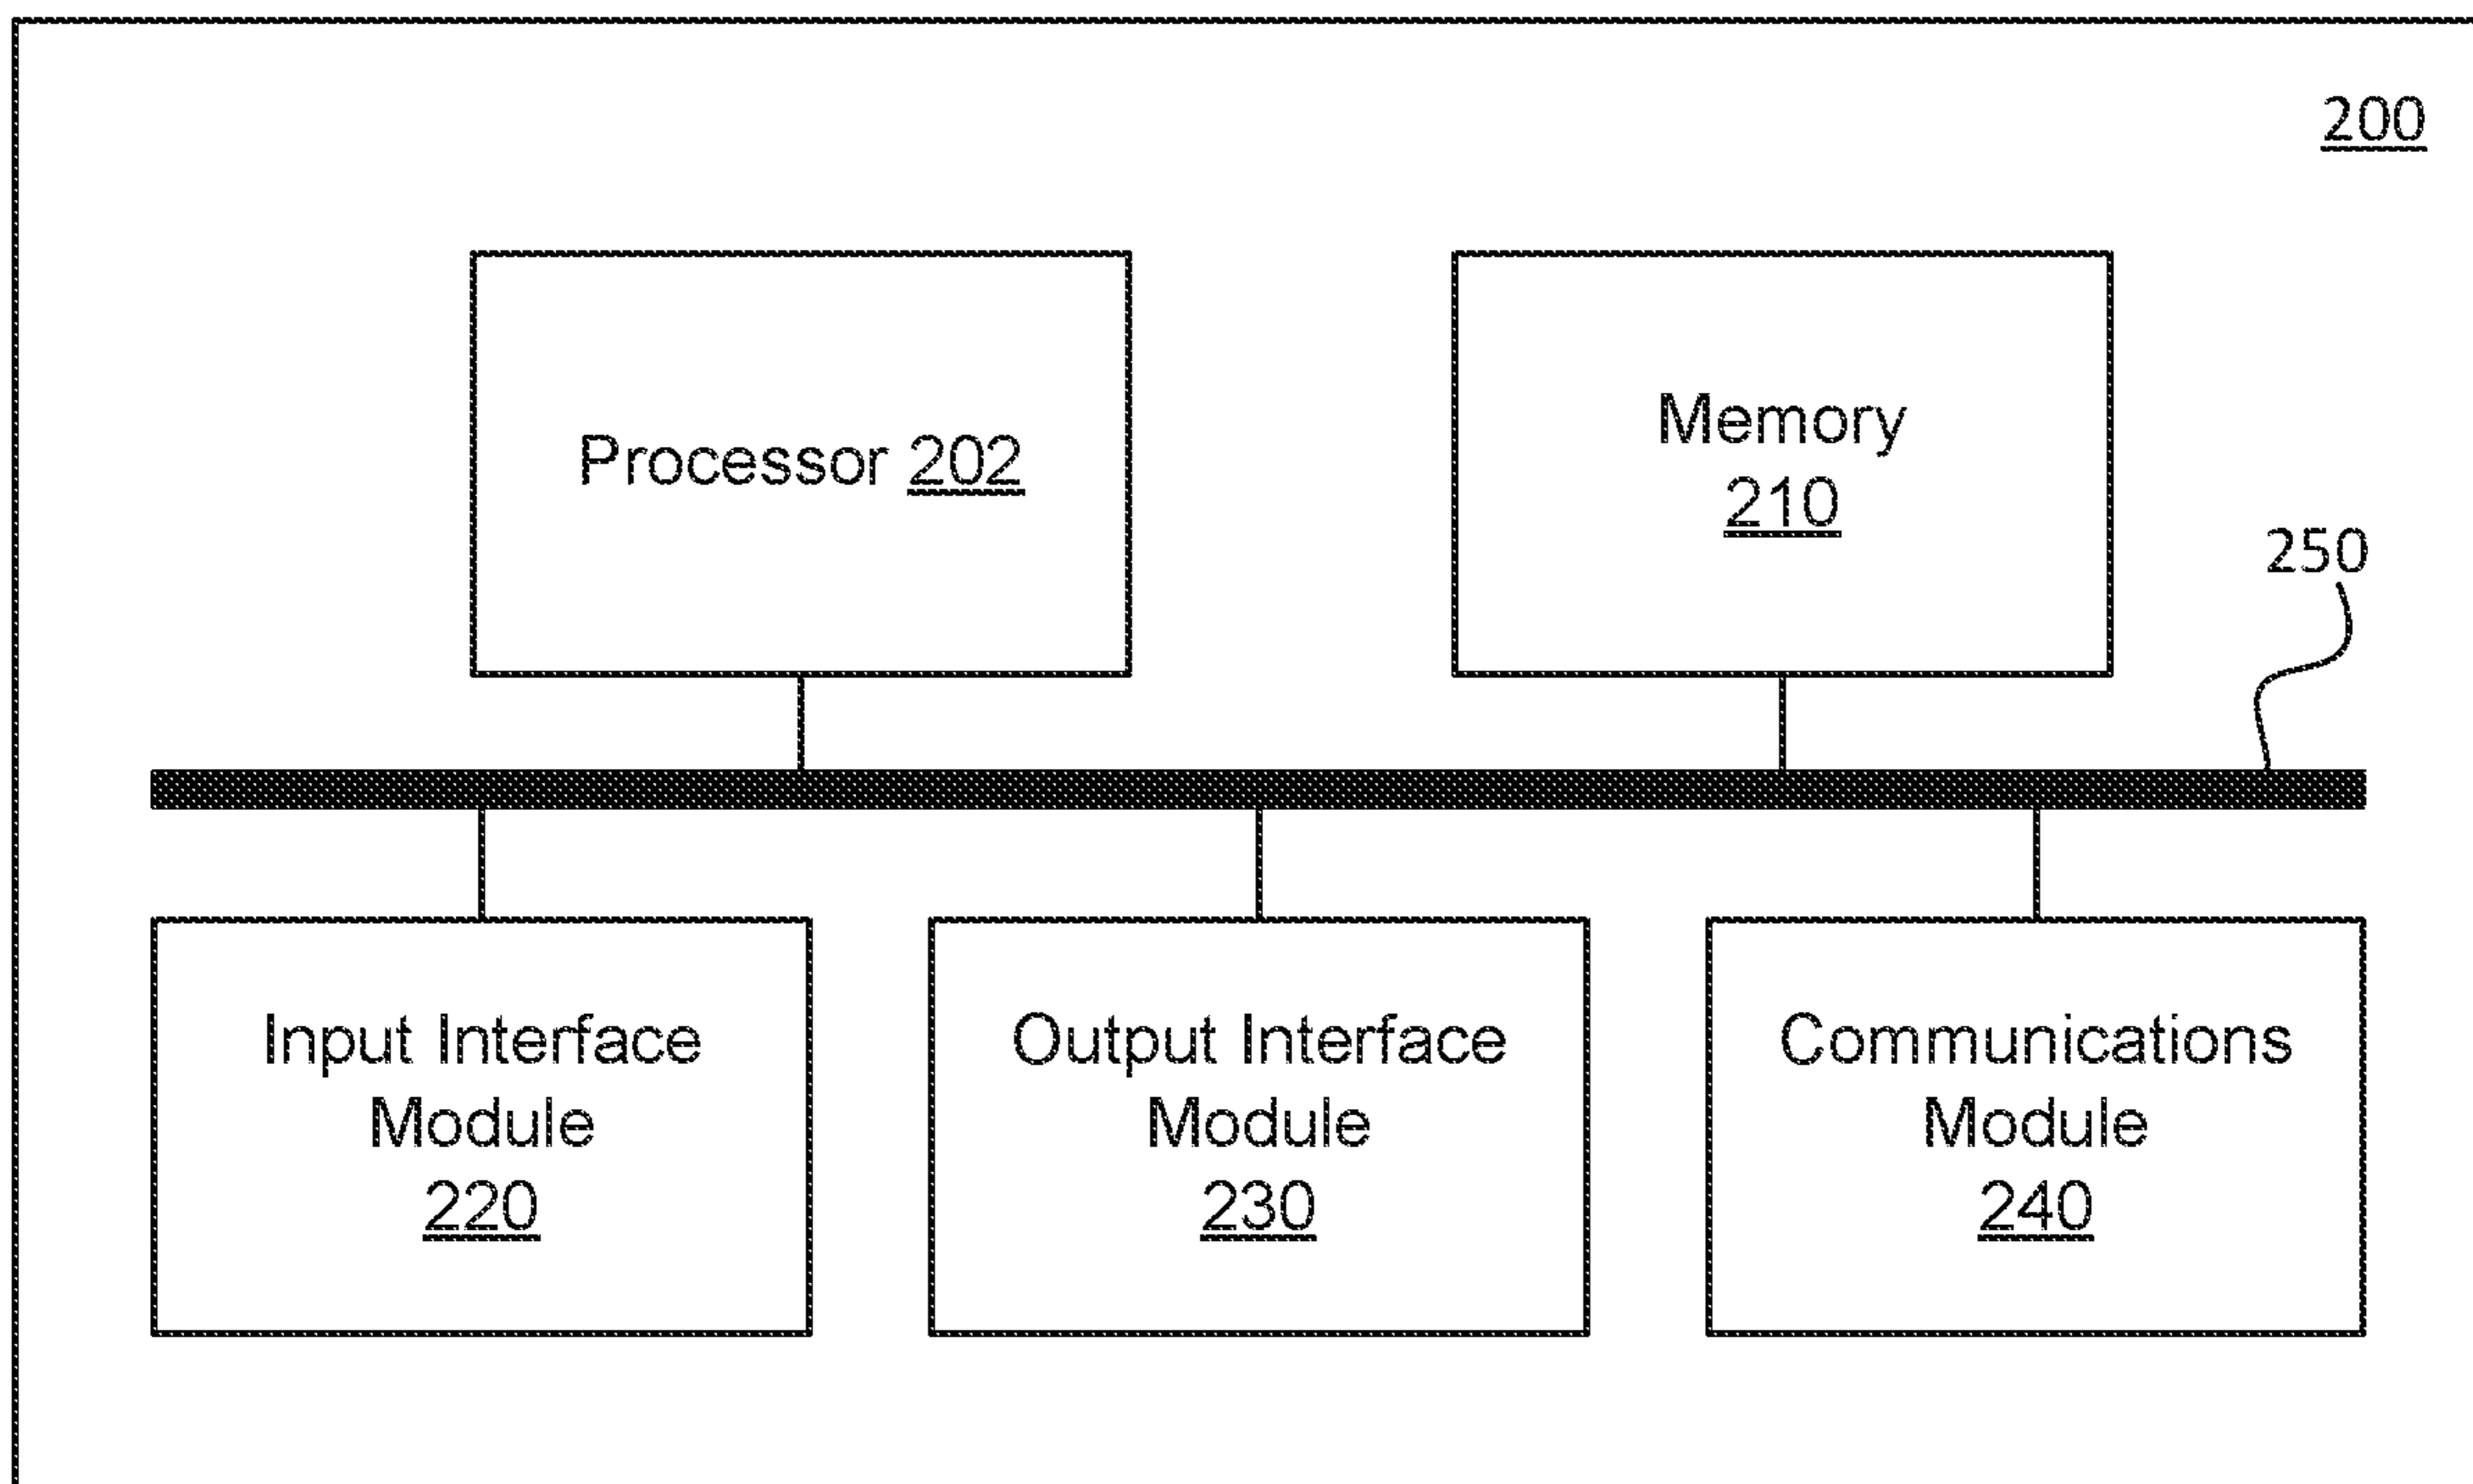 200
Processor 202
Memory
210
250
Input Interface
Module
220
Output Interface
Module
230
Communications
Module
240